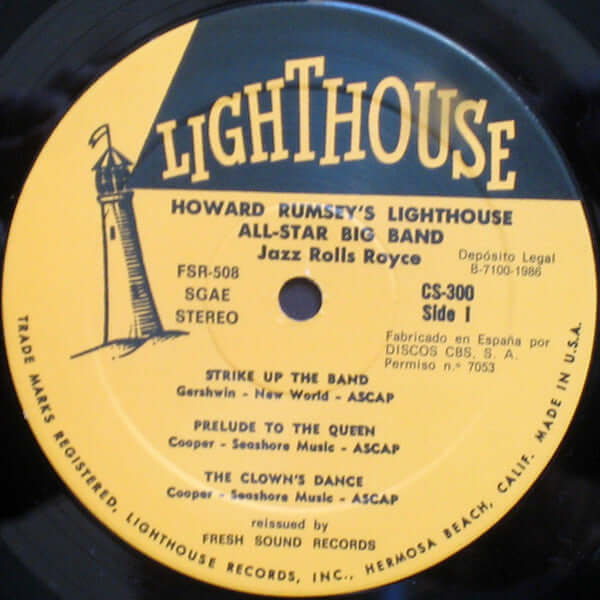 LIGHTHOUSE
HOWARD RUMSEY'S LIGHTHOUSE
ALL-STAR BIG BAND
Jazz Rolls Royce
Depósito Legal
B-7100-1986
FSR-508
SGAE
STEREO
CS-300
Side I
Fabricado en España por
DISCOS CBS, S. A.
Permiso n.º 7053
STRIKE UP THE BAND
Gershwin - New World - ASCAP
PRELUDE TO THE QUEEN
Cooper - Seashore Music - ASCAP
THE CLOWN'S DANCE
Cooper - Seashore Music - ASCAP
reissued by
FRESH SOUND RECORDS
TRADE MARKS REGISTERED, LIGHTHOUSE RECORDS, INC., HERMOSA BEACH, CALIF. MADE IN U.S.A.